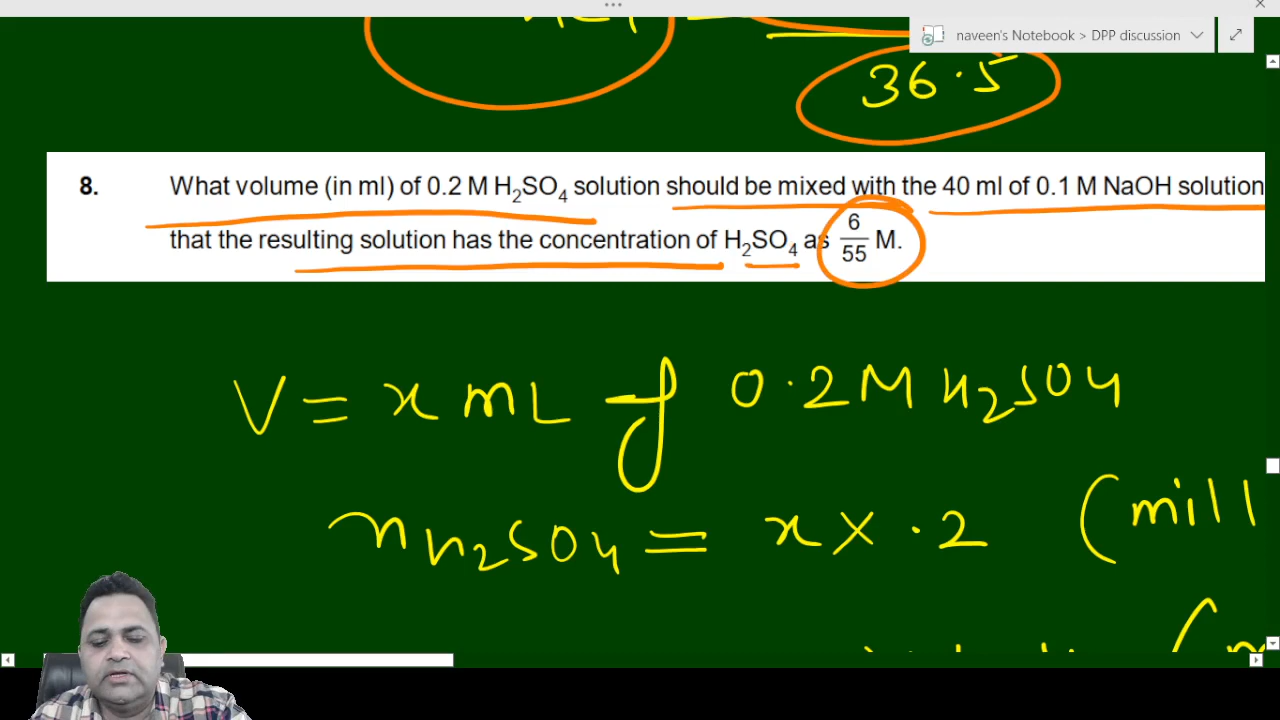 naveen's Notebook > DPP discussion
36.5
8. What volume (in ml) of 0.2 M H₂SO₄ solution should be mixed with the 40 ml of 0.1 M NaOH solution
that the resulting solution has the concentration of H₂SO₄ as 6/55 M.
V = x mL of 0.2 M H₂SO₄
nH₂SO₄ = x × .2 (mill